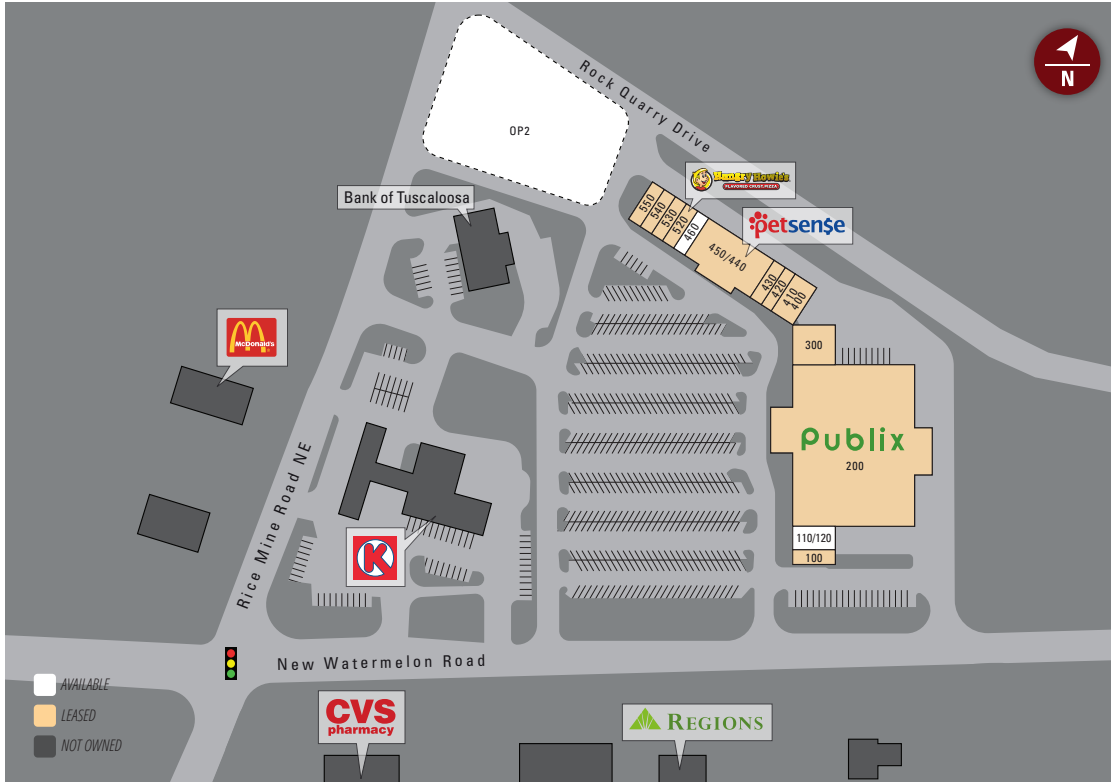 N
Rock Quarry Drive
OP2
Hungry Howie's
FLAVORED CRUST PIZZA
Bank of Tuscaloosa
petsense
550
540
530
520
460
450/440
430
420
410
400
McDonald's
300
Publix
200
Rice Mine Road NE
K
110/120
100
New Watermelon Road
AVAILABLE
LEASED
NOT OWNED
CVS
pharmacy
REGIONS